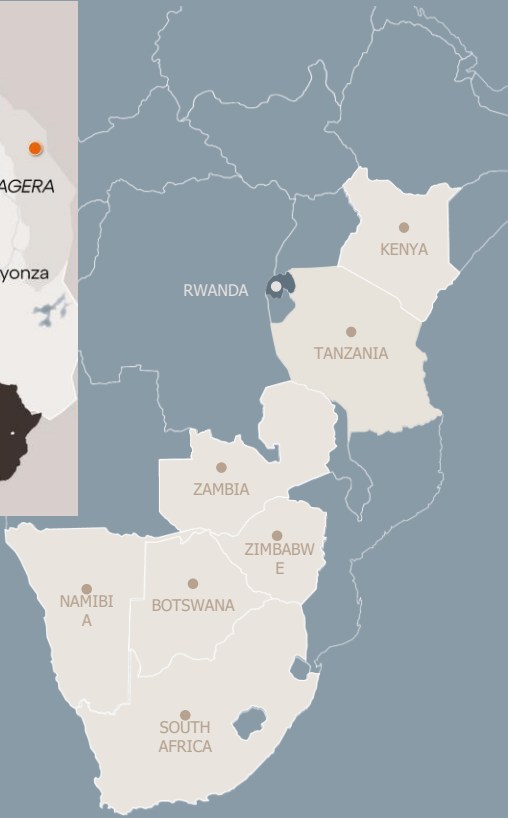 AGERA
yonza
KENYA
RWANDA
TANZANIA
ZAMBIA
ZIMBABW
E
NAMIBI
A
BOTSWANA
SOUTH
AFRICA